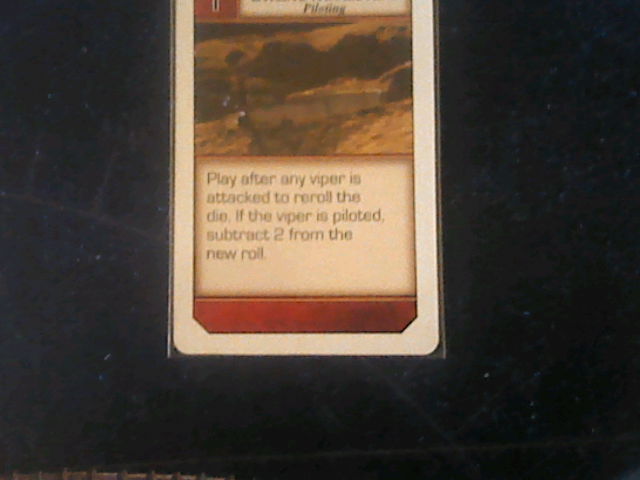 1
Piloting
Play after any viper is
attacked to reroll the
die. If the viper is piloted,
subtract 2 from the
new roll.